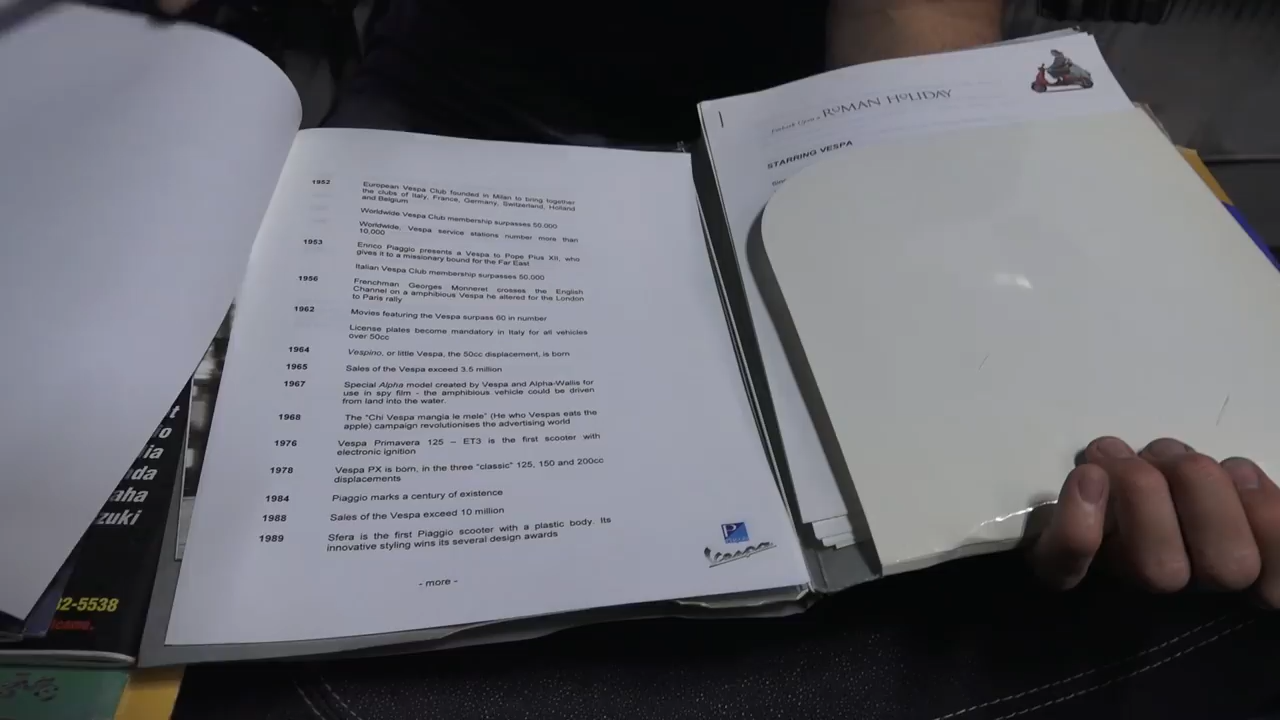 1952 European Vespa Club founded in Milan to bring together
the clubs of Italy, France, Germany, Switzerland, Holland
and Belgium
Worldwide Vespa Club membership surpasses 50.000
Worldwide, Vespa service stations number more than
10,000
1953 Enrico Piaggio presents a Vespa to Pope Pius XII, who
gives it to a missionary bound for the Far East
Italian Vespa Club membership surpasses 50,000
1956 Frenchman Georges Monneret crosses the English
Channel on a amphibious Vespa he altered for the London
to Paris rally
1962 Movies featuring the Vespa surpass 60 in number
License plates become mandatory in Italy for all vehicles
over 50cc
1964 Vespino, or little Vespa, the 50cc displacement, is born
1965 Sales of the Vespa exceed 3.5 million
1967 Special Alpha model created by Vespa and Alpha-Wallis for
use in spy film - the amphibious vehicle could be driven
from land into the water.
1968 The "Chi Vespa mangia le mele" (He who Vespas eats the
apple) campaign revolutionises the advertising world
1976 Vespa Primavera 125 – ET3 is the first scooter with
electronic ignition
1978 Vespa PX is born, in the three "classic" 125, 150 and 200cc
displacements
1984 Piaggio marks a century of existence
1988 Sales of the Vespa exceed 10 million
1989 Sfera is the first Piaggio scooter with a plastic body. Its
innovative styling wins its several design awards
- more -
P
Vespa
Embark Upon a ROMAN HOLIDAY
STARRING VESPA
t
io
ia
da
aha
zuki
32-5538